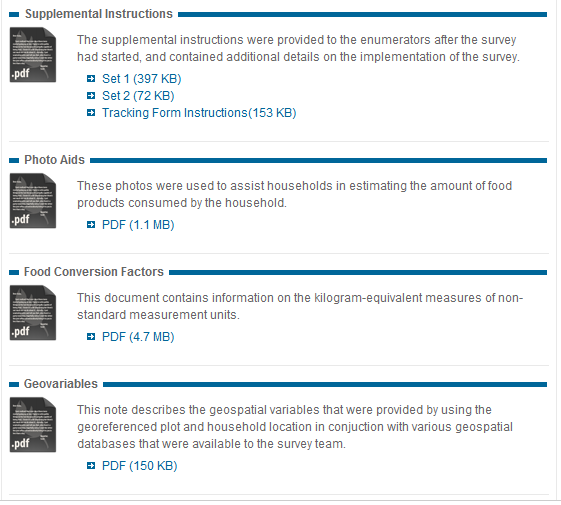 Supplemental Instructions
The supplemental instructions were provided to the enumerators after the survey
had started, and contained additional details on the implementation of the survey.
Set 1 (397 KB)
Set 2 (72 KB)
Tracking Form Instructions(153 KB)
.pdf
Photo Aids
These photos were used to assist households in estimating the amount of food
products consumed by the household.
PDF (1.1 MB)
.pdf
Food Conversion Factors
This document contains information on the kilogram-equivalent measures of non-
standard measurement units.
PDF (4.7 MB)
.pdf
Geovariables
This note describes the geospatial variables that were provided by using the
georeferenced plot and household location in conjuction with various geospatial
databases that were available to the survey team.
PDF (150 KB)
.pdf